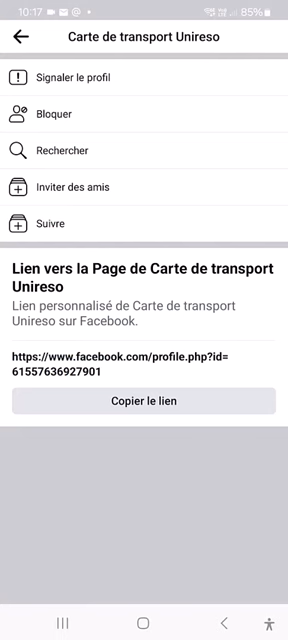 10:17
85%
Carte de transport Unireso
Signaler le profil
Bloquer
Rechercher
Inviter des amis
Suivre
Lien vers la Page de Carte de transport
Unireso
Lien personnalisé de Carte de transport
Unireso sur Facebook.
https://www.facebook.com/profile.php?id=
61557636927901
Copier le lien